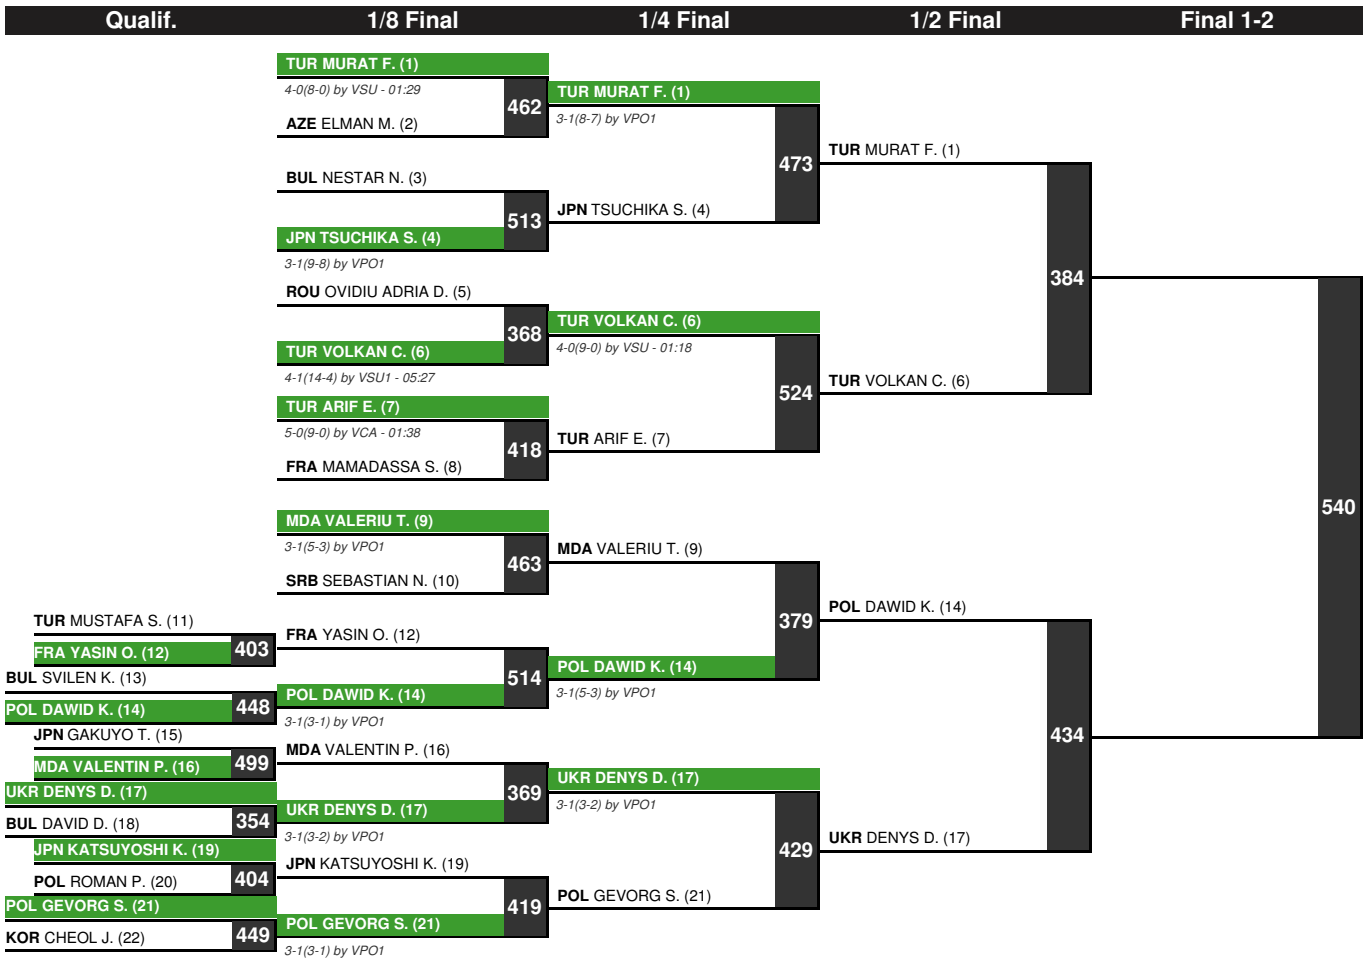 Qualif. 1/8 Final 1/4 Final 1/2 Final Final 1-2
TUR MUSTAFA S. (11)
403
FRA YASIN O. (12)
BUL SVILEN K. (13)
448
POL DAWID K. (14)
JPN GAKUYO T. (15)
499
MDA VALENTIN P. (16)
UKR DENYS D. (17)
354
BUL DAVID D. (18)
JPN KATSUYOSHI K. (19)
404
POL ROMAN P. (20)
POL GEVORG S. (21)
449
KOR CHEOL J. (22)
TUR MURAT F. (1)
4-0(8-0) by VSU - 01:29
462
AZE ELMAN M. (2)
BUL NESTAR N. (3)
513
JPN TSUCHIKA S. (4)
3-1(9-8) by VPO1
ROU OVIDIU ADRIA D. (5)
368
TUR VOLKAN C. (6)
4-1(14-4) by VSU1 - 05:27
TUR ARIF E. (7)
5-0(9-0) by VCA - 01:38
418
FRA MAMADASSA S. (8)
MDA VALERIU T. (9)
3-1(5-3) by VPO1
463
SRB SEBASTIAN N. (10)
FRA YASIN O. (12)
514
POL DAWID K. (14)
3-1(3-1) by VPO1
MDA VALENTIN P. (16)
369
UKR DENYS D. (17)
3-1(3-2) by VPO1
JPN KATSUYOSHI K. (19)
419
POL GEVORG S. (21)
3-1(3-1) by VPO1
TUR MURAT F. (1)
3-1(8-7) by VPO1
473
JPN TSUCHIKA S. (4)
TUR VOLKAN C. (6)
4-0(9-0) by VSU - 01:18
524
TUR ARIF E. (7)
MDA VALERIU T. (9)
379
POL DAWID K. (14)
3-1(5-3) by VPO1
UKR DENYS D. (17)
3-1(3-2) by VPO1
429
POL GEVORG S. (21)
TUR MURAT F. (1)
384
TUR VOLKAN C. (6)
POL DAWID K. (14)
434
UKR DENYS D. (17)
540